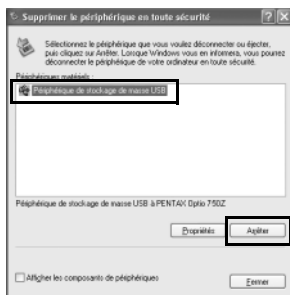 Supprimer le périphérique en toute sécurité
Sélectionnez le périphérique que vous voulez déconnecter ou éjecter,
puis cliquez sur Arrêter. Lorsque Windows vous en informera, vous pourrez
déconnecter le périphérique de votre ordinateur en toute sécurité.
Périphériques matériels :
Périphérique de stockage de masse USB
Périphérique de stockage de masse USB à PENTAX Optio 750Z
Propriétés
Arrêter
Afficher les composants de périphériques
Fermer